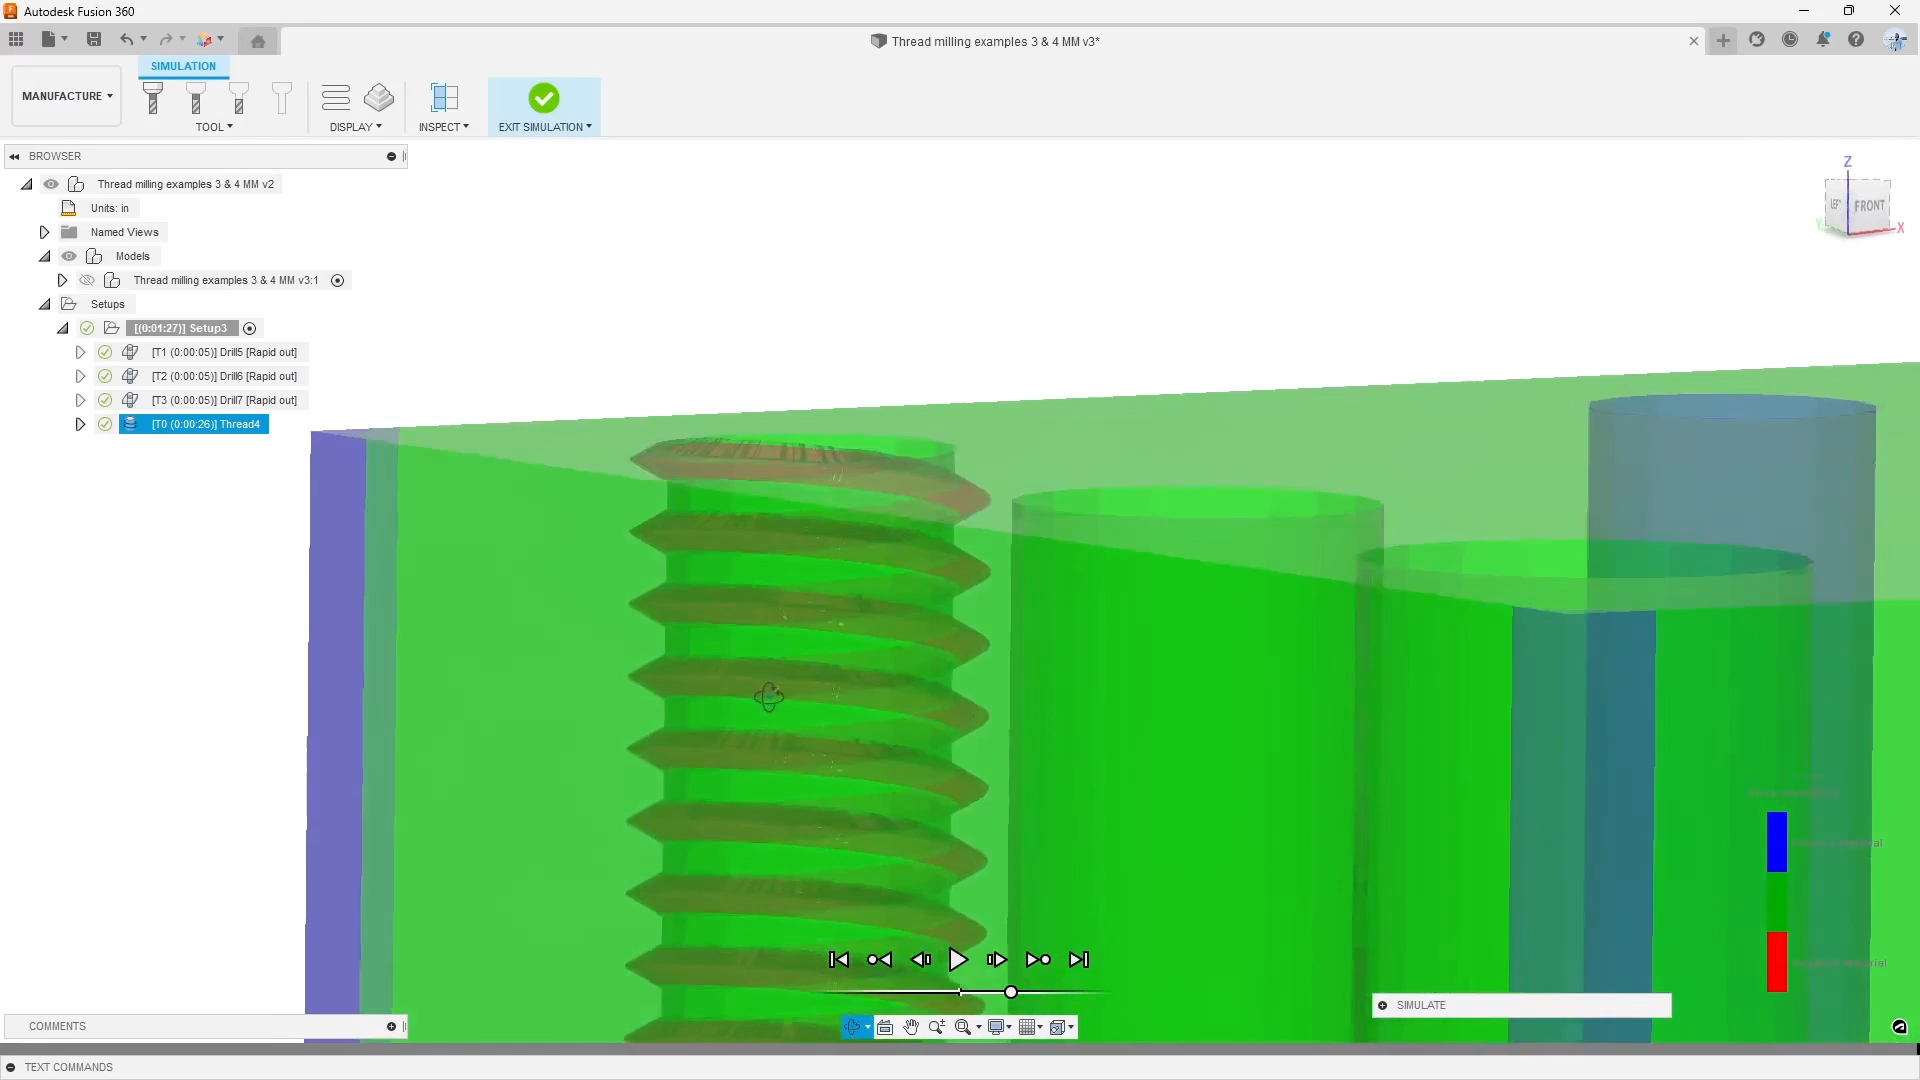 Autodesk Fusion 360
Thread milling examples 3 & 4 MM v3*
SIMULATION
MANUFACTURE
TOOL
DISPLAY
INSPECT
EXIT SIMULATION
BROWSER
Thread milling examples 3 & 4 MM v2
Units: in
Named Views
Models
Thread milling examples 3 & 4 MM v3:1
Setups
[(0:01:27)] Setup3
[T1 (0:00:05)] Drill5 [Rapid out]
[T2 (0:00:05)] Drill6 [Rapid out]
[T3 (0:00:05)] Drill7 [Rapid out]
[T0 (0:00:26)] Thread4
Z
LEFT
FRONT
Y
X
SIMULATE
COMMENTS
TEXT COMMANDS